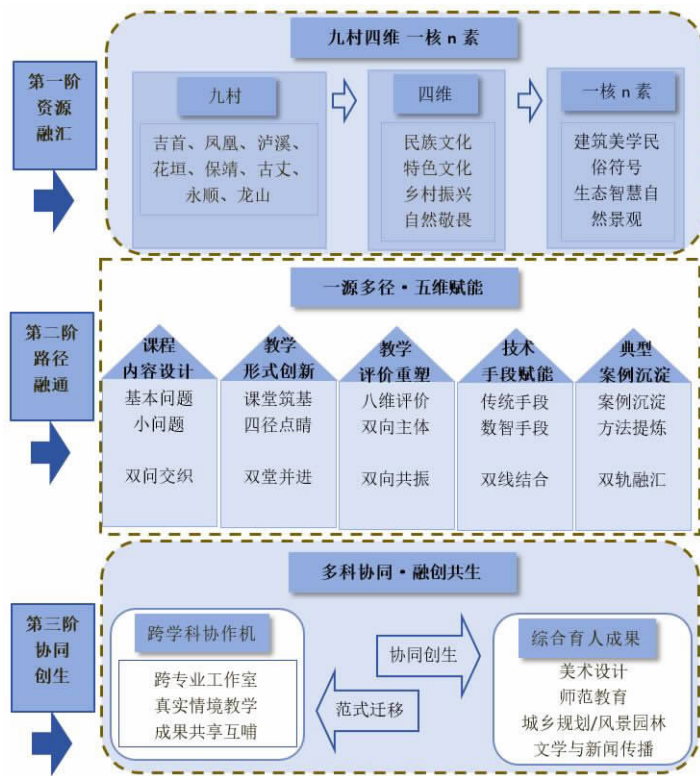 第一阶
资源
融汇
九村四维 一核 n 素
九村
吉首、凤凰、泸溪、
花垣、保靖、古丈、
永顺、龙山
四维
民族文化
特色文化
乡村振兴
自然敬畏
一核 n 素
建筑美学民
俗符号
生态智慧自
然景观
第二阶
路径
融通
一源多径·五维赋能
课程
内容设计
基本问题
小问题
双问交织
教学
形式创新
课堂筑基
四径点睛
双堂并进
教学
评价重塑
八维评价
双向主体
双向共振
技术
手段赋能
传统手段
数智手段
双线结合
典型
案例沉淀
案例沉淀
方法提炼
双轨融汇
第三阶
协同
创生
多科协同·融创共生
跨学科协作机
跨专业工作室
真实情境教学
成果共享互哺
协同创生
范式迁移
综合育人成果
美术设计
师范教育
城乡规划/风景园林
文学与新闻传播